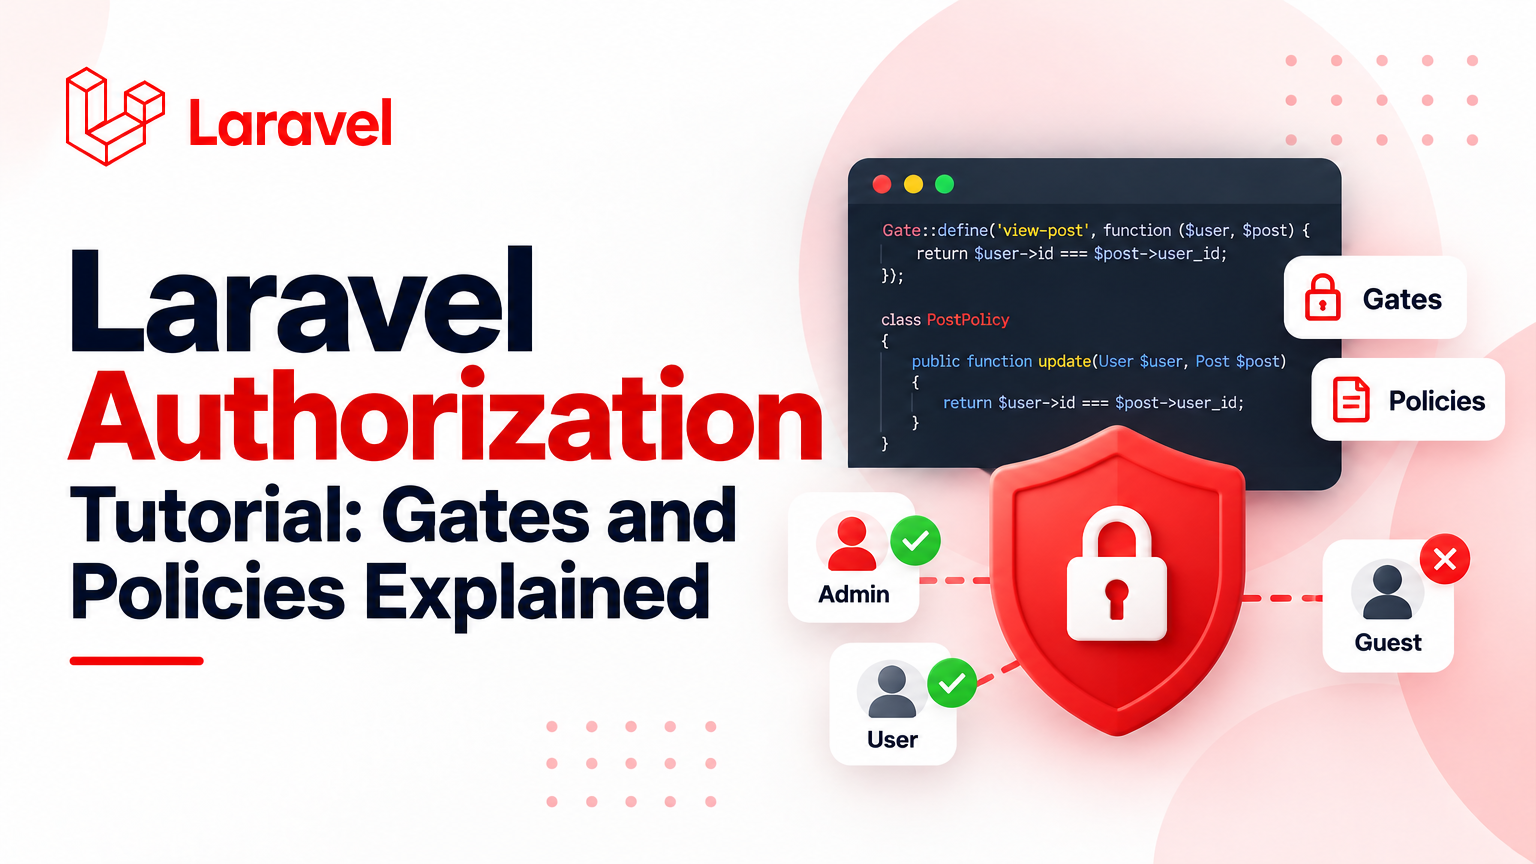 Laravel
Laravel
Authorization
Tutorial: Gates and
Policies Explained
Gate::define('view-post', function ($user, $post) {
return $user->id === $post->user_id;
});
class PostPolicy
{
public function update(User $user, Post $post)
{
return $user->id === $post->user_id;
}
}
Gates
Policies
Admin
User
Guest